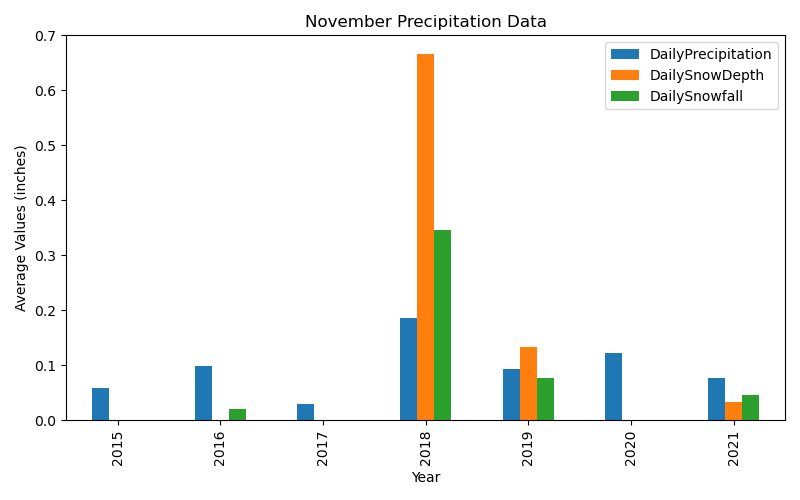 November Precipitation Data
DailyPrecipitation
DailySnowDepth
DailySnowfall
Average Values (inches)
0.7
0.6
0.5
0.4
0.3
0.2
0.1
0.0
2015 2016 2017 2018 2019 2020 2021
Year